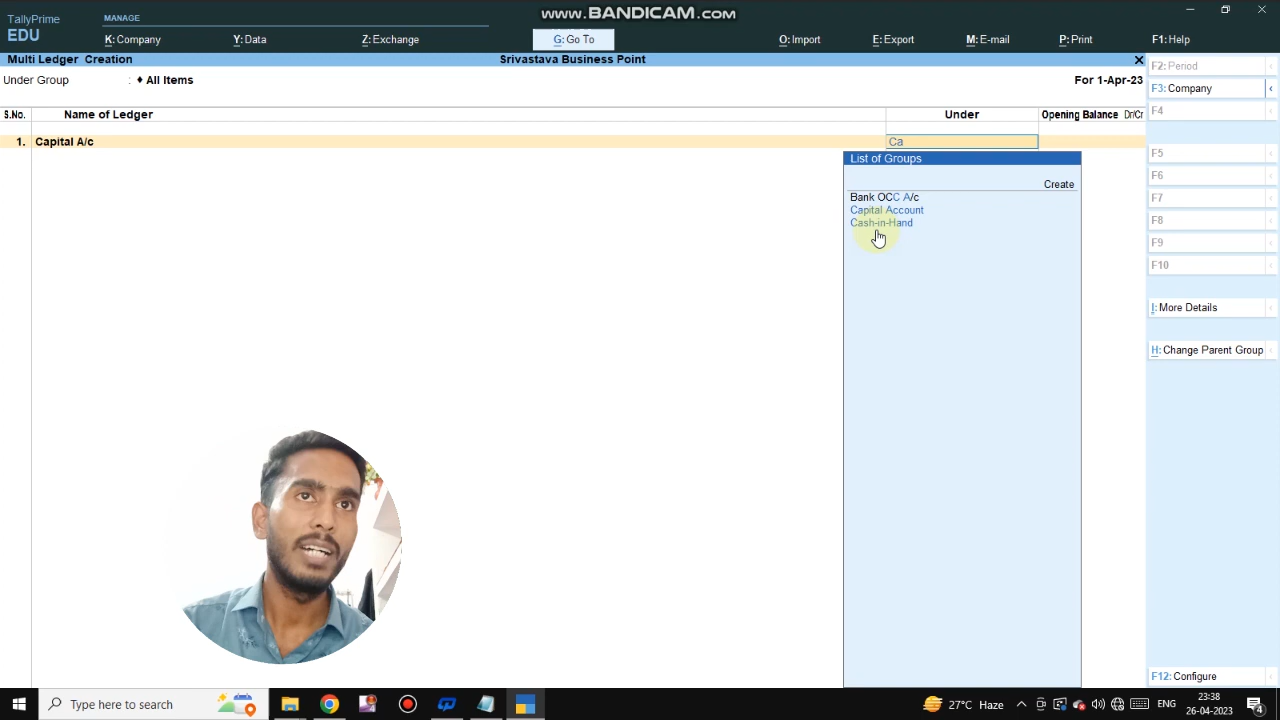 www.BANDICAM.com
TallyPrime
EDU
MANAGE
K: Company
Y: Data
Z: Exchange
G: Go To
O: Import
E: Export
M: E-mail
P: Print
F1: Help
Multi Ledger Creation
Srivastava Business Point
Under Group : ♦ All Items
For 1-Apr-23
S.No.
Name of Ledger
Under
Opening Balance
Dr/Cr
1. Capital A/c
Ca
List of Groups
Create
Bank OCC A/c
Capital Account
Cash-in-Hand
F2: Period
F3: Company
F4
F5
F6
F7
F8
F9
F10
I: More Details
H: Change Parent Group
F12: Configure
Type here to search
27°C Haze
ENG
23:38
26-04-2023
4